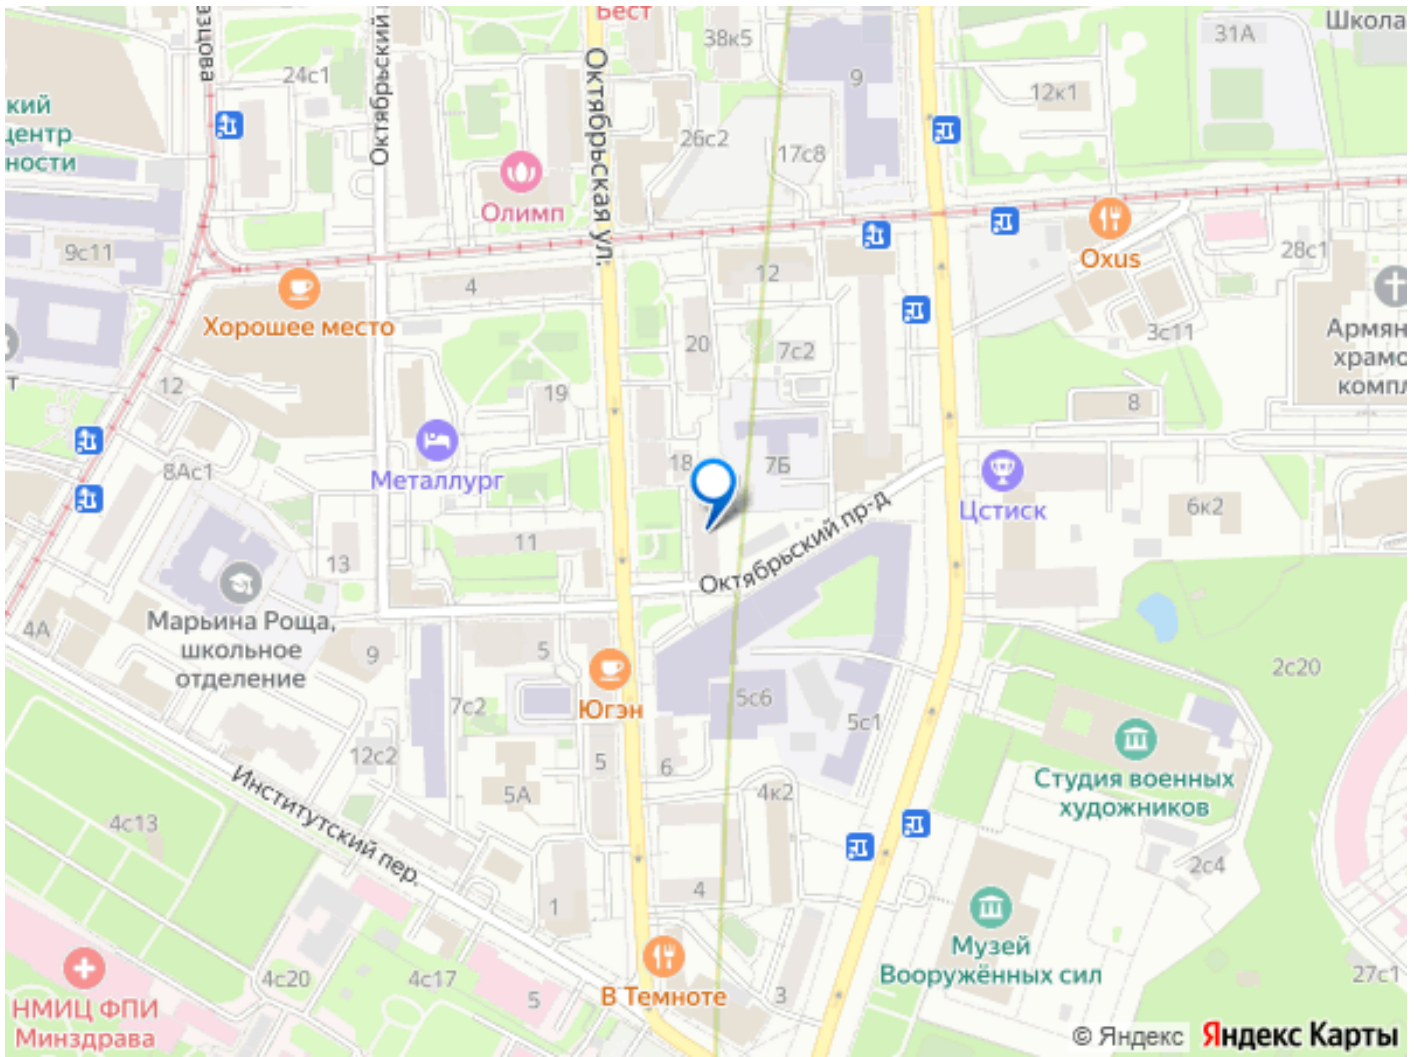 Бест
Школа
азцова
Октябрьский
Октябрьская ул.
38к5
31А
9
24с1
12к1
кий
центр
ности
26с2
17с8
Олимп
9с11
12
Oxus
28с1
4
Хорошее место
3с11
Армян
храмо
компл
20
7с2
т
12
19
8
Металлург
8Ас1
18
7Б
Цстиск
6к2
Октябрьский пр-д
11
13
Марьина Роща,
школьное
отделение
4А
9
5
2с20
7с2
Югэн
5с6
5с1
12с2
5
6
Студия военных
художников
5А
4к2
4с13
Институтский пер.
2с4
4
1
Музей
Вооружённых сил
4с20
4с17
5
В Темноте
3
27с1
НМИЦ ФПИ
Минздрава
© Яндекс Яндекс Карты